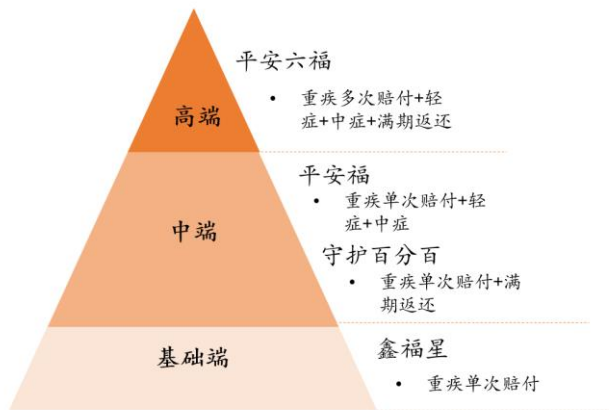 平安六福
高端
• 重疾多次赔付+轻
症+中症+满期返还
平安福
• 重疾单次赔付+轻
症+中症
中端
守护百分百
• 重疾单次赔付+满
期返还
基础端
鑫福星
• 重疾单次赔付